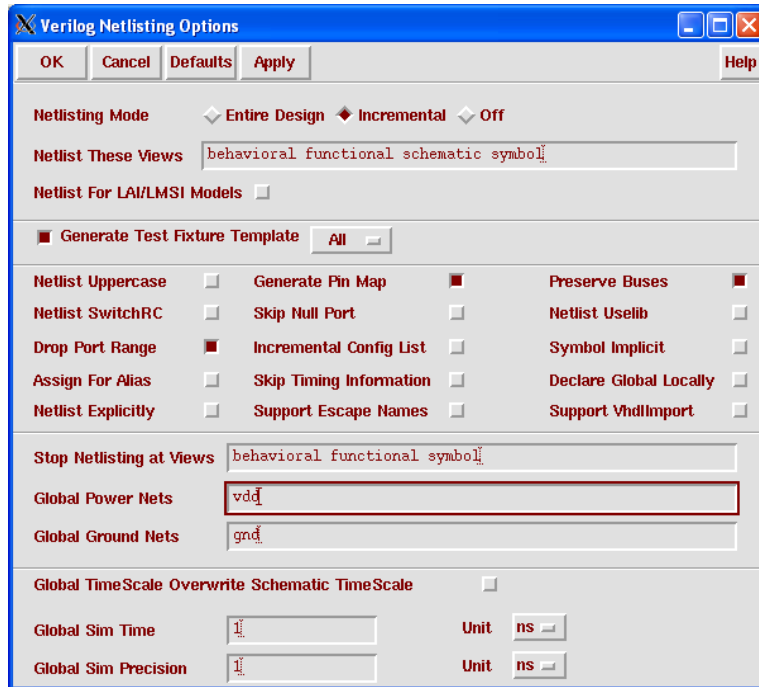 Verilog Netlisting Options
OK Cancel Defaults Apply Help
Netlisting Mode Entire Design Incremental Off
Netlist These Views behavioral functional schematic symbol
Netlist For LAI/LMSI Models
Generate Test Fixture Template All
Netlist Uppercase Generate Pin Map Preserve Buses
Netlist SwitchRC Skip Null Port Netlist Uselib
Drop Port Range Incremental Config List Symbol Implicit
Assign For Alias Skip Timing Information Declare Global Locally
Netlist Explicitly Support Escape Names Support VhdlImport
Stop Netlisting at Views behavioral functional symbol
Global Power Nets vdd
Global Ground Nets gnd
Global TimeScale Overwrite Schematic TimeScale
Global Sim Time 1 Unit ns
Global Sim Precision 1 Unit ns